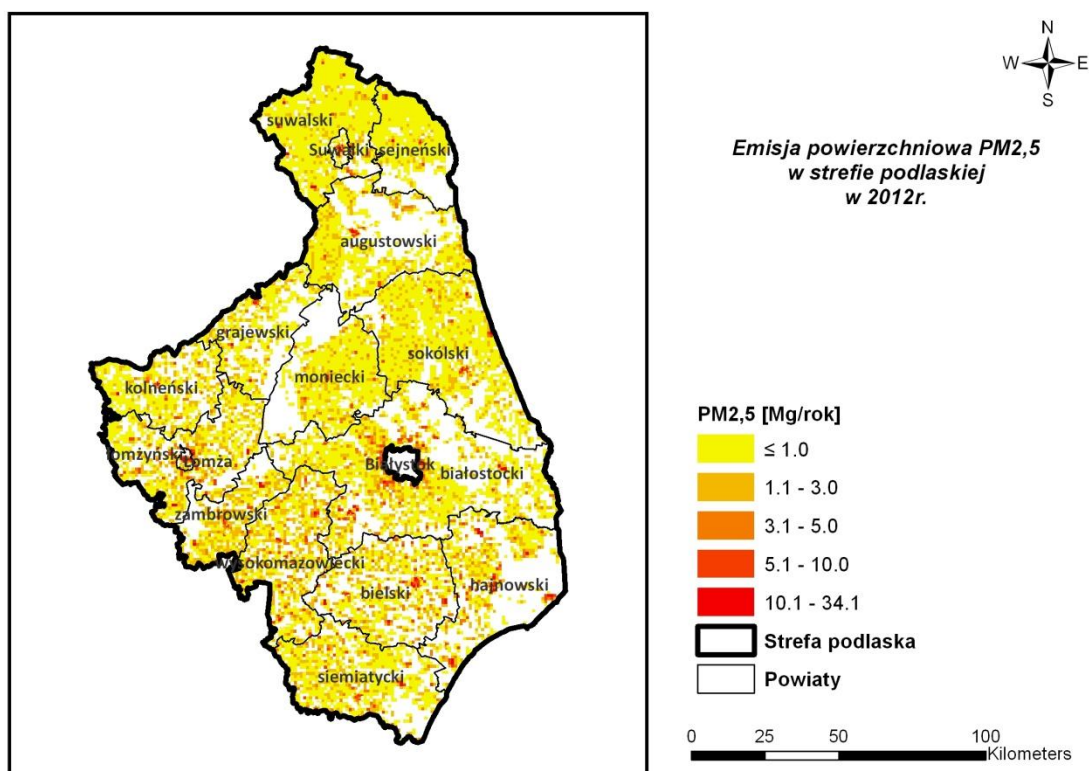 N
W E
S
Emisja powierzchniowa PM2,5
w strefie podlaskiej
w 2012r.
suwalski
Suwałki
sejneński
augustowski
grajewski
sokólski
moniecki
kolneński
łomżyński
Łomża
Białystok
białostocki
zambrowski
wysokomazowiecki
bielski
hajnowski
siemiatycki
PM2,5 [Mg/rok]
≤ 1.0
1.1 - 3.0
3.1 - 5.0
5.1 - 10.0
10.1 - 34.1
Strefa podlaska
Powiaty
0 25 50 100
Kilometers